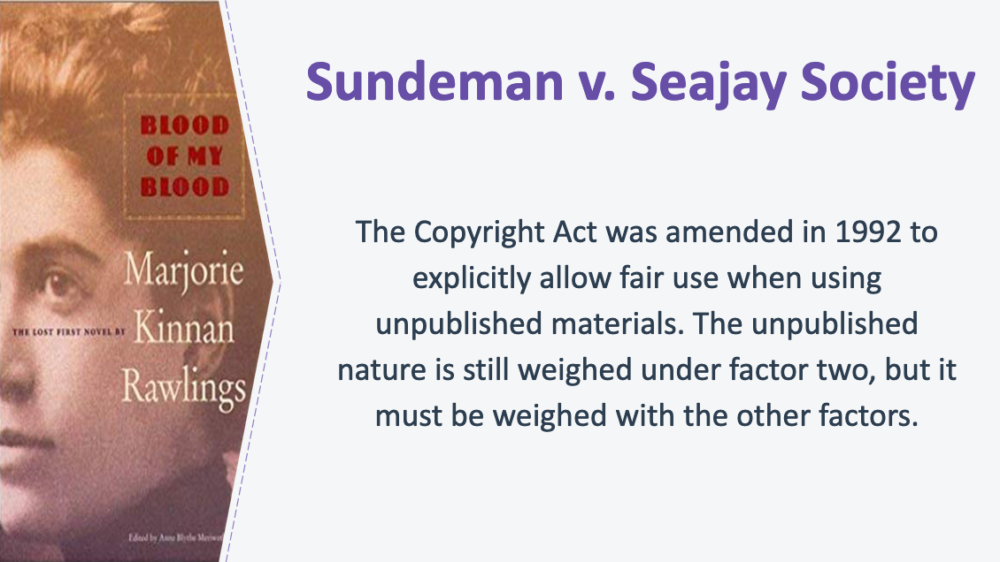 Sundeman v. Seajay Society
BLOOD
OF MY
BLOOD
Marjorie
THE LOST FIRST NOVEL BY Kinnan
Rawlings
Edited by Anne Blythe
The Copyright Act was amended in 1992 to
explicitly allow fair use when using
unpublished materials. The unpublished
nature is still weighed under factor two, but it
must be weighed with the other factors.